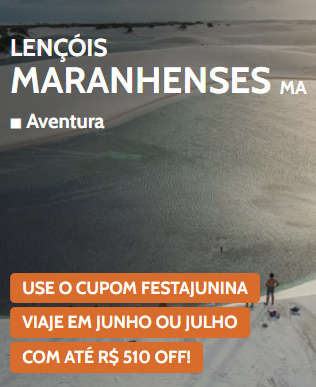 LENÇÓIS
MARANHENSES MA
Aventura
USE O CUPOM FESTAJUNINA
VIAJE EM JUNHO OU JULHO
COM ATÉ R$ 510 OFF!